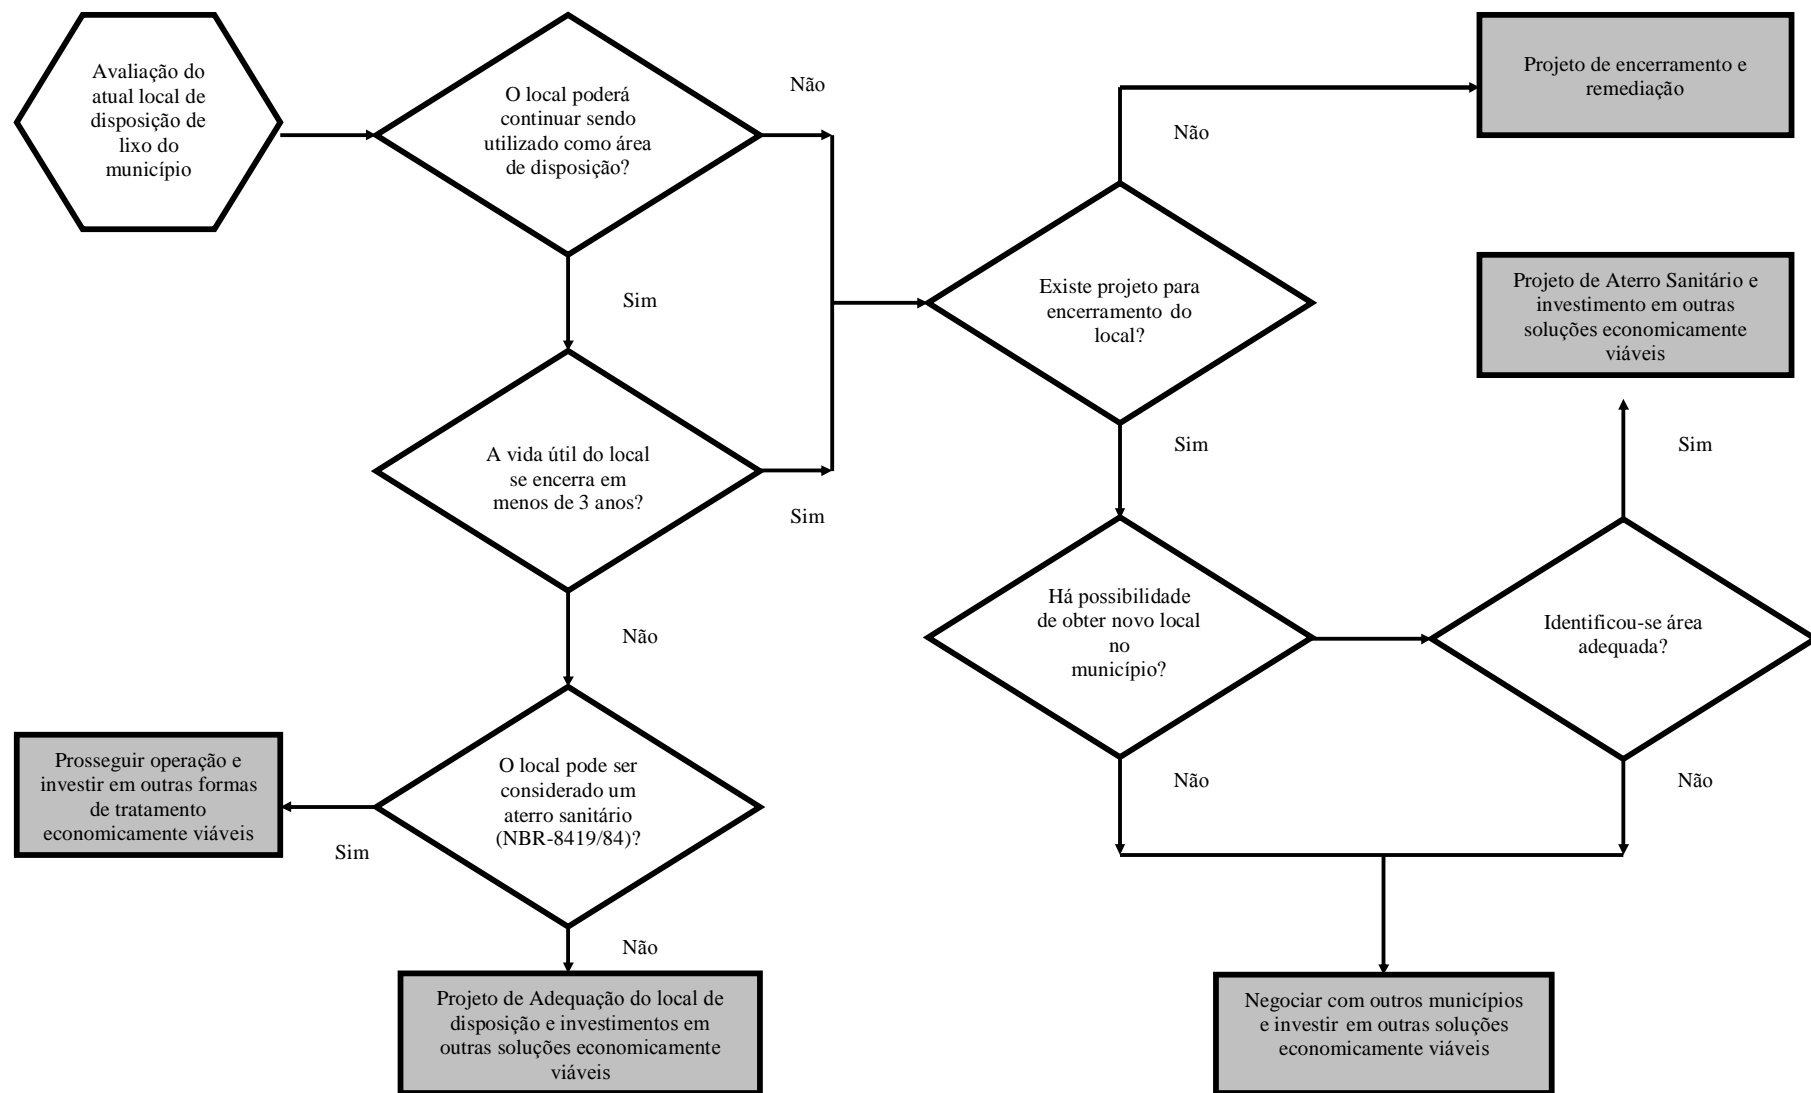 Avaliação do
atual local de
disposição de
lixo do
município
O local poderá
continuar sendo
utilizado como área
de disposição?
Não
Sim
A vida útil do local
se encerra em
menos de 3 anos?
Sim
Não
O local pode ser
considerado um
aterro sanitário
(NBR-8419/84)?
Sim
Prosseguir operação e
investir em outras formas
de tratamento
economicamente viáveis
Não
Projeto de Adequação do local de
disposição e investimentos em
outras soluções economicamente
viáveis
Existe projeto para
encerramento do
local?
Não
Projeto de encerramento e
remediação
Sim
Há possibilidade
de obter novo local
no
município?
Não
Identificou-se área
adequada?
Sim
Projeto de Aterro Sanitário e
investimento em outras
soluções economicamente
viáveis
Não
Negociar com outros municípios
e investir em outras soluções
economicamente viáveis